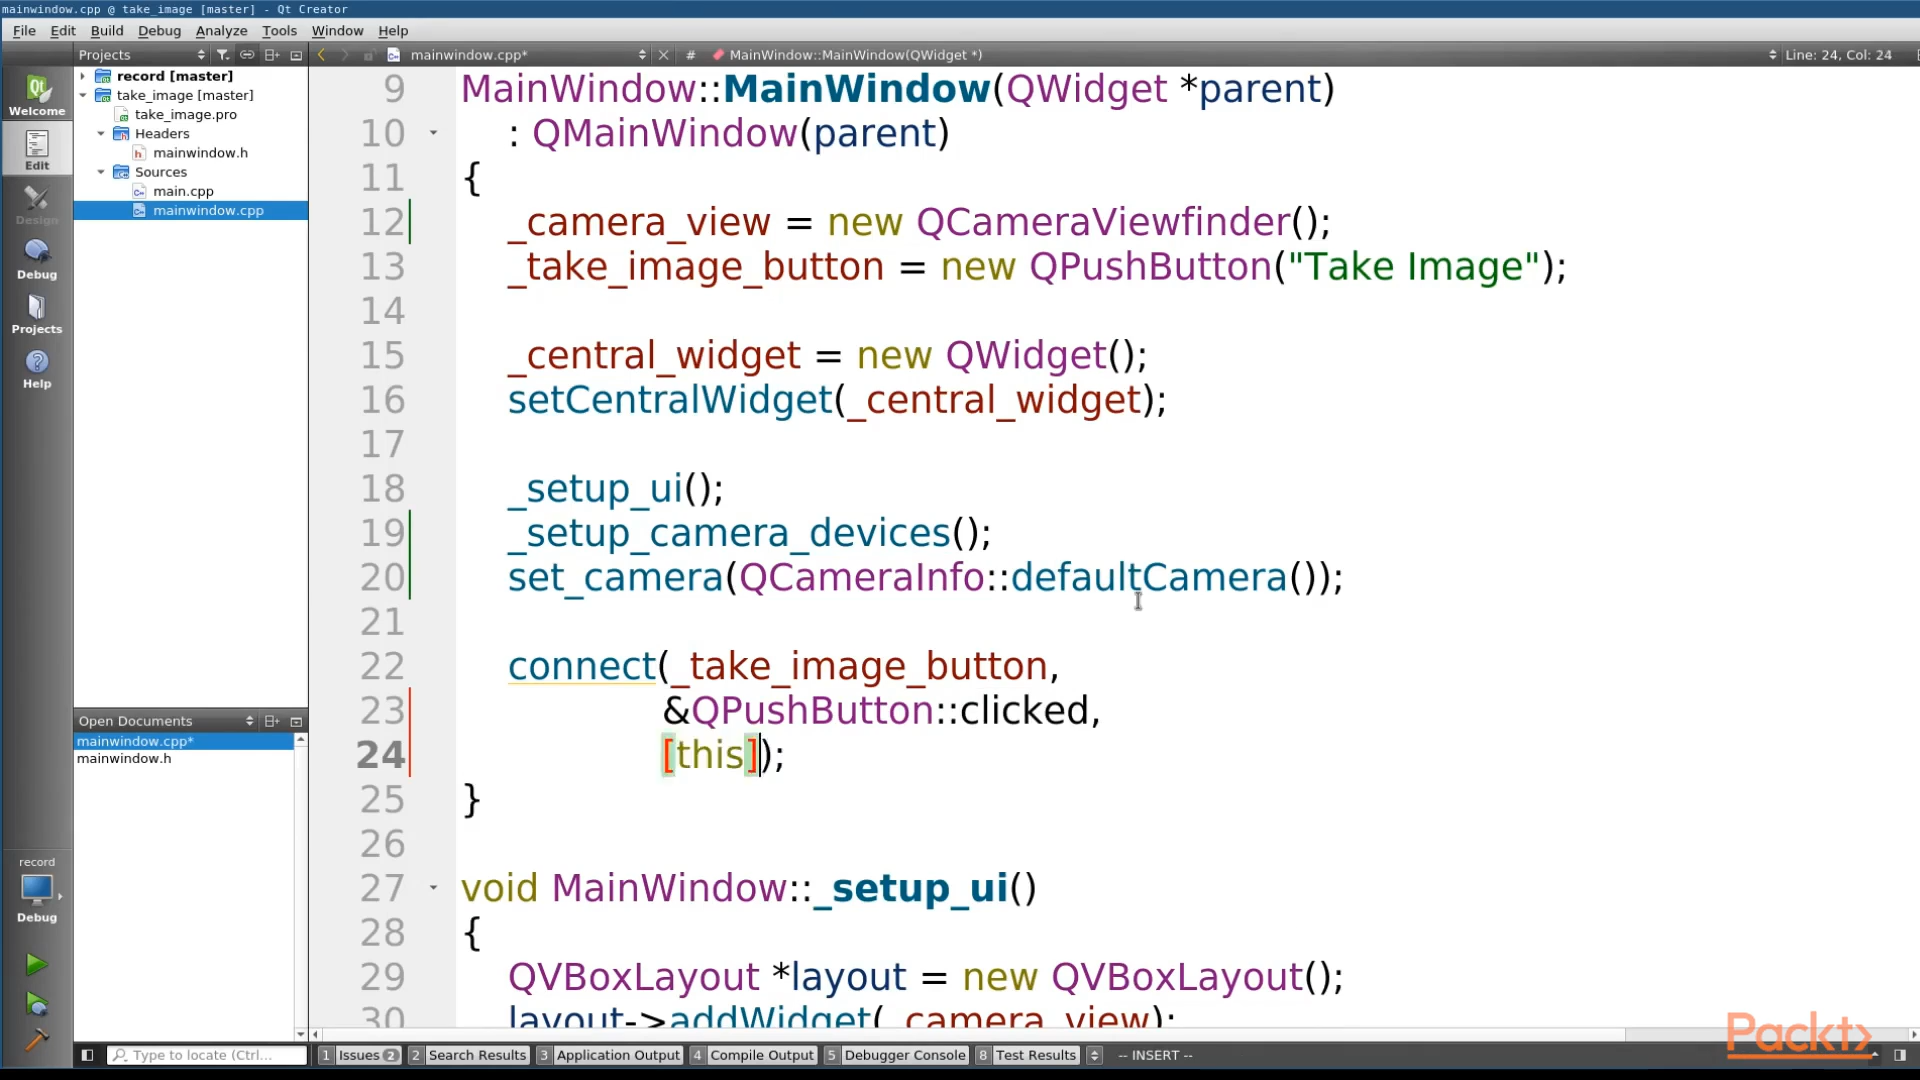 mainwindow.cpp @ take_image [master] - Qt Creator
File Edit Build Debug Analyze Tools Window Help
Projects
mainwindow.cpp*
# MainWindow::MainWindow(QWidget *)
Line: 24, Col: 24
Welcome
Edit
Design
Debug
Projects
Help
record
Debug
record [master]
take_image [master]
take_image.pro
Headers
mainwindow.h
Sources
main.cpp
mainwindow.cpp
Open Documents
mainwindow.cpp*
mainwindow.h
9 MainWindow::MainWindow(QWidget *parent)
10 : QMainWindow(parent)
11 {
12 _camera_view = new QCameraViewfinder();
13 _take_image_button = new QPushButton("Take Image");
14
15 _central_widget = new QWidget();
16 setCentralWidget(_central_widget);
17
18 _setup_ui();
19 _setup_camera_devices();
20 set_camera(QCameraInfo::defaultCamera());
21
22 connect(_take_image_button,
23 &QPushButton::clicked,
24 [this]);
25 }
26
27 void MainWindow::_setup_ui()
28 {
29 QVBoxLayout *layout = new QVBoxLayout();
30 layout->addWidget(_camera_view);
Packt>
Type to locate (Ctrl...
1 Issues 2
2 Search Results
3 Application Output
4 Compile Output
5 Debugger Console
8 Test Results
-- INSERT --